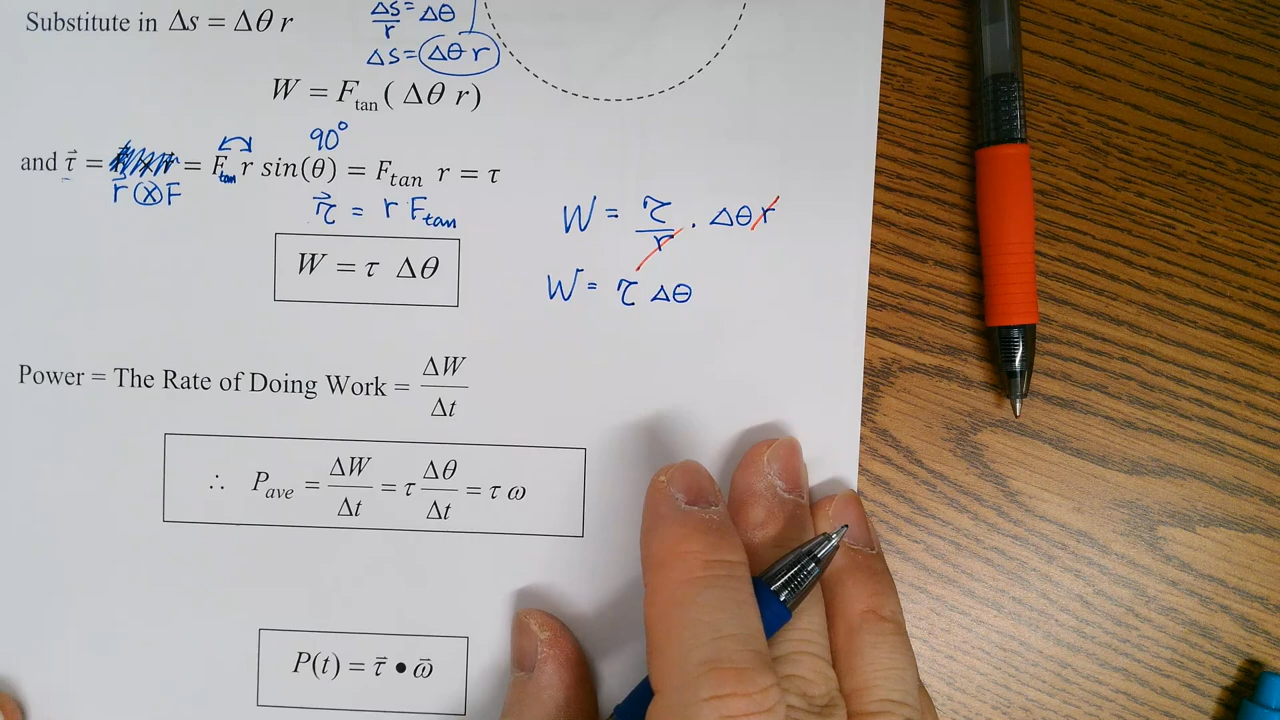 Substitute in Δs = Δθ r
Δs/r = Δθ
Δs = Δθ r
W = F_tan ( Δθ r)
90°
and τ⃗ = = F_tan r sin(θ) = F_tan r = τ
r⃗ ⊗ F
τ⃗ = r F_tan
W = τ/r · Δθ r
W = τ Δθ
W = τ Δθ
Power = The Rate of Doing Work = ΔW/Δt
∴ P_ave = ΔW/Δt = τ Δθ/Δt = τ ω
P(t) = τ⃗ • ω⃗